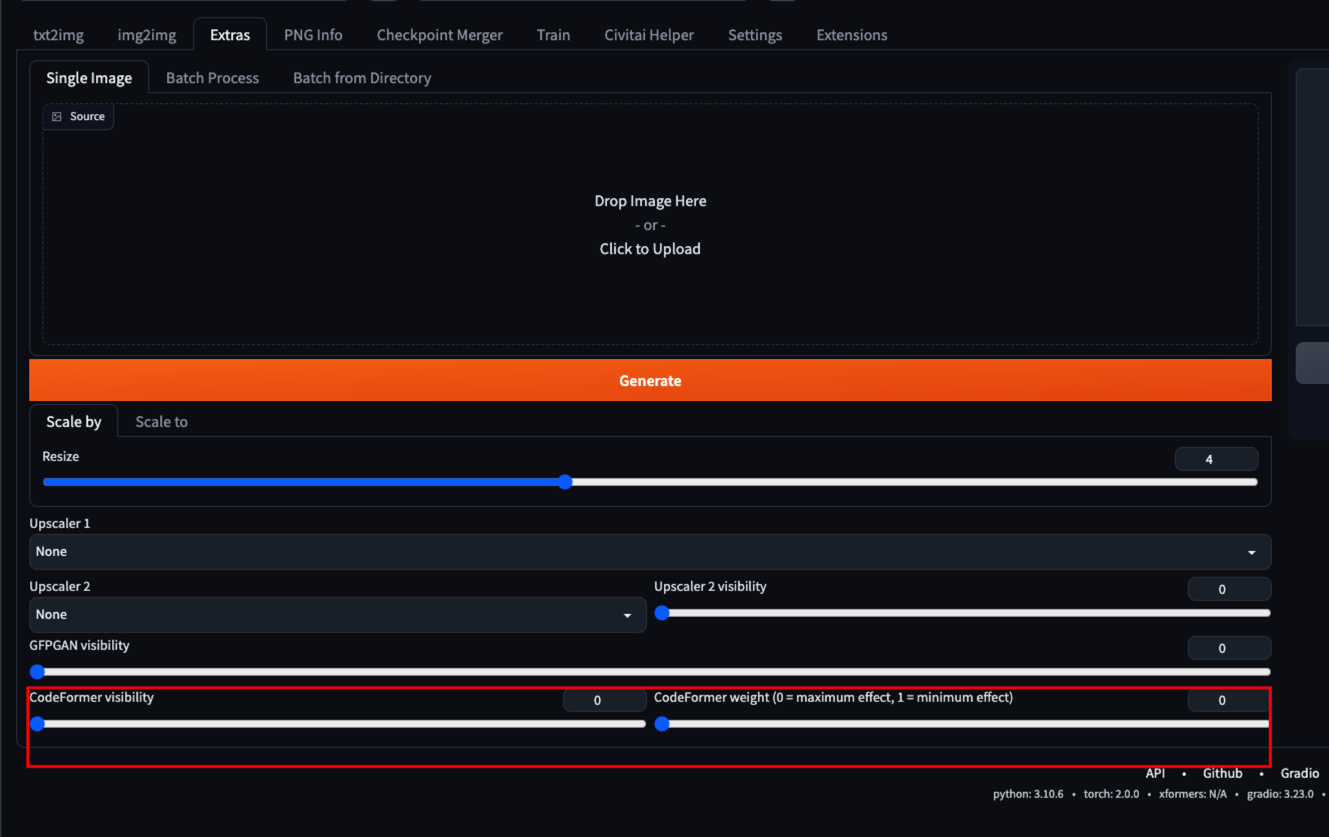 txt2img img2img Extras PNG Info Checkpoint Merger Train Civitai Helper Settings Extensions
Single Image Batch Process Batch from Directory
Source
Drop Image Here
- or -
Click to Upload
Generate
Scale by Scale to
Resize 4
Upscaler 1
None
Upscaler 2 Upscaler 2 visibility 0
None
GFPGAN visibility 0
CodeFormer visibility 0 CodeFormer weight (0 = maximum effect, 1 = minimum effect) 0
API • Github • Gradio
python: 3.10.6 • torch: 2.0.0 • xformers: N/A • gradio: 3.23.0 •